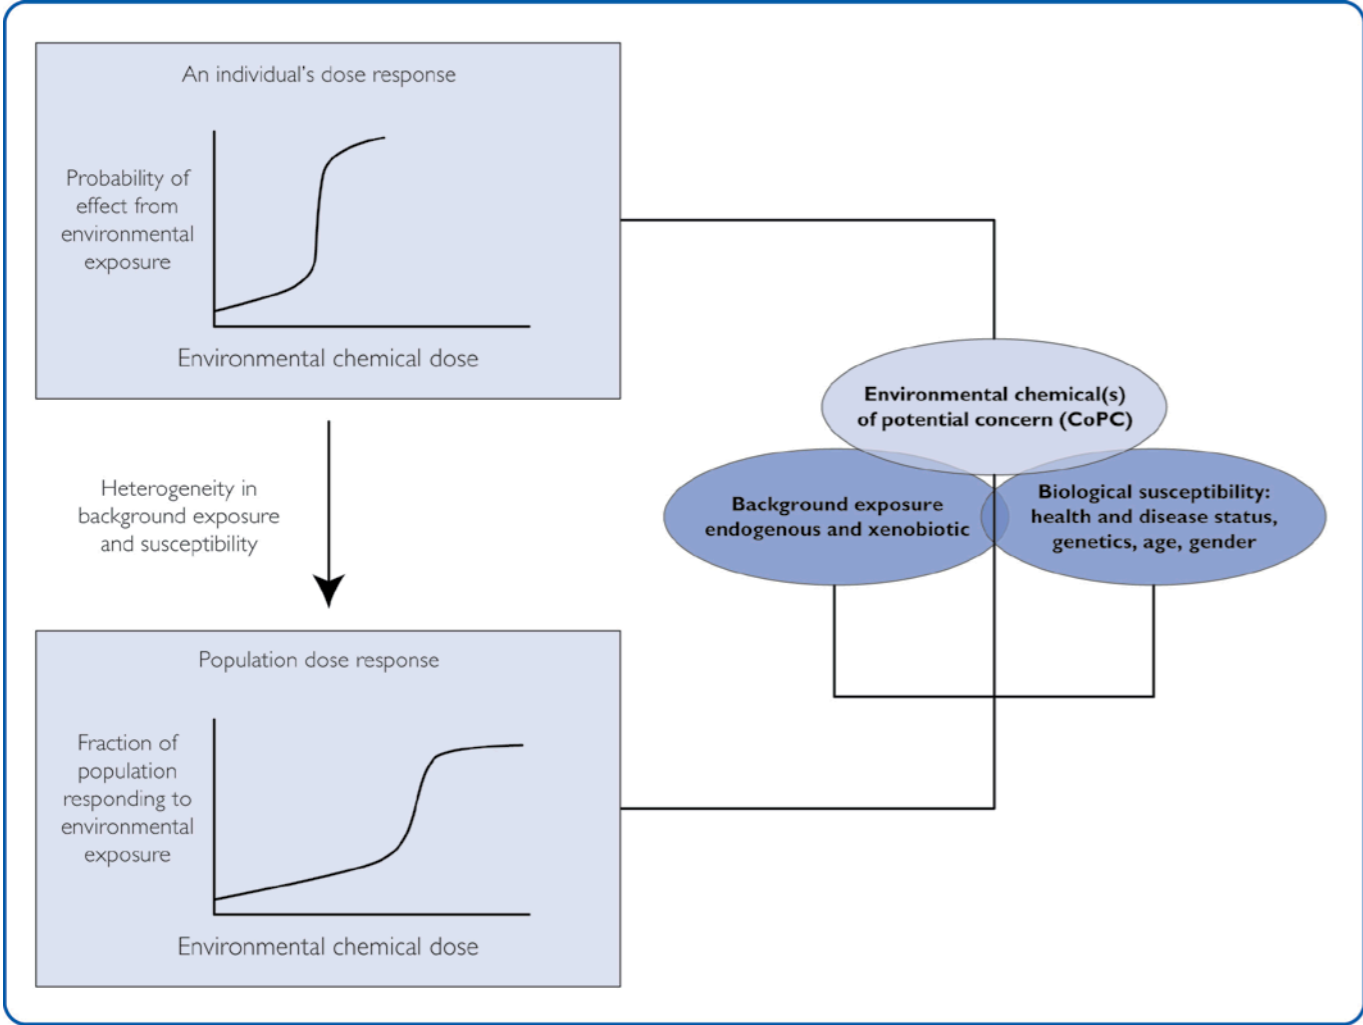 An individual's dose response
Probability of
effect from
environmental
exposure
Environmental chemical dose
Heterogeneity in
background exposure
and susceptibility
Population dose response
Fraction of
population
responding to
environmental
exposure
Environmental chemical dose
Environmental chemical(s)
of potential concern (CoPC)
Background exposure
endogenous and xenobiotic
Biological susceptibility:
health and disease status,
genetics, age, gender